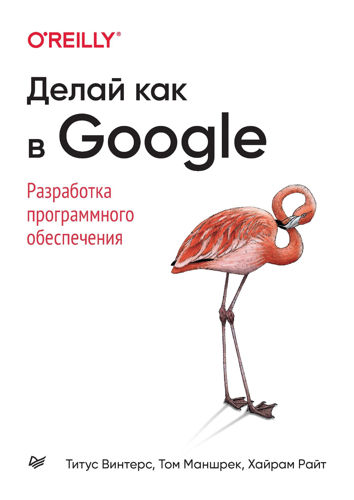 O'REILLY®
Делай как
в Google
Разработка
программного
обеспечения
Титус Винтерс, Том Маншрек, Хайрам Райт